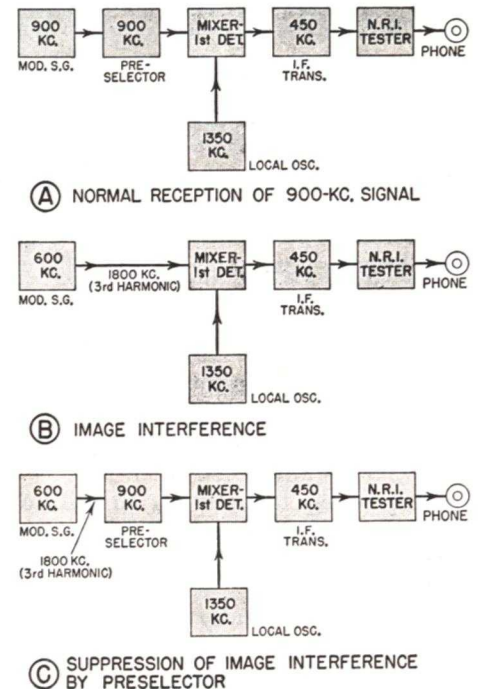 900 KC.
900 KC.
MIXER-1st DET.
450 KC.
N.R.I. TESTER
PHONE
MOD. S.G.
PRE-SELECTOR
I.F. TRANS.
1350 KC.
LOCAL OSC.
A NORMAL RECEPTION OF 900-KC. SIGNAL
600 KC.
1800 KC. (3rd HARMONIC)
MIXER-1st DET.
450 KC.
N.R.I. TESTER
PHONE
MOD. S.G.
I.F. TRANS.
1350 KC.
LOCAL OSC.
B IMAGE INTERFERENCE
600 KC.
900 KC.
MIXER-1st DET.
450 KC.
N.R.I. TESTER
PHONE
MOD. S.G.
PRE-SELECTOR
I.F. TRANS.
1800 KC.
(3rd HARMONIC)
1350 KC.
LOCAL OSC.
C SUPPRESSION OF IMAGE INTERFERENCE
BY PRESELECTOR